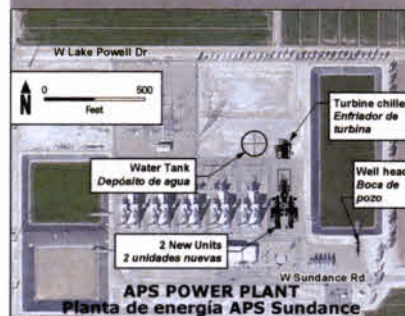 W Lake Powell Dr
0 500
Feet
N
Turbine chille
Enfriador de
turbina
Water Tank
Depósito de agua
Well head
Boca de
pozo
2 New Units
2 unidades nuevas
W Sundance Rd
APS POWER PLANT
Planta de energía APS Sundance